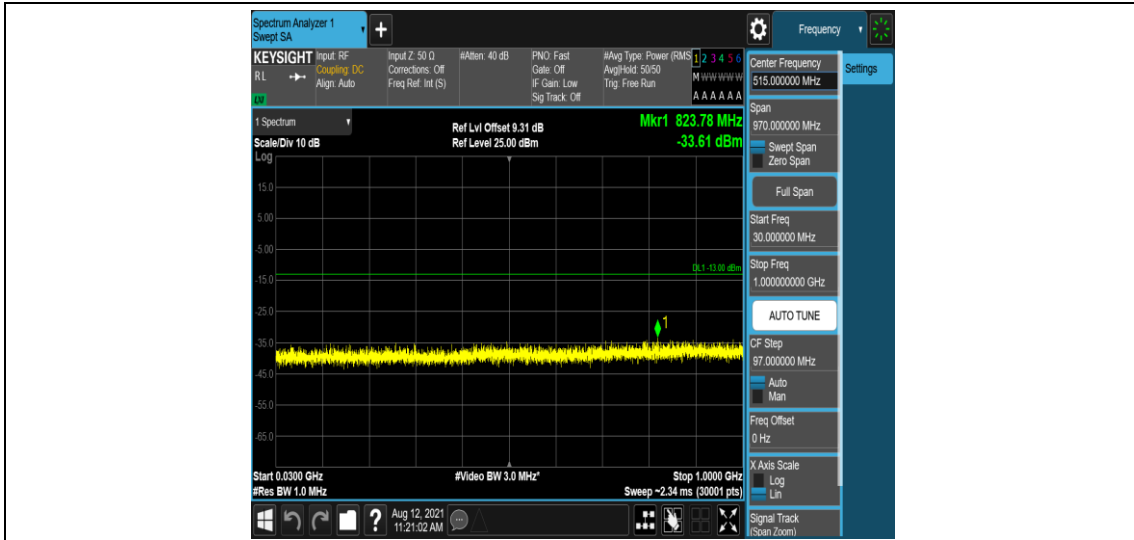 Spectrum Analyzer 1
Swept SA
Frequency
KEYSIGHT
RL
Input: RF
Coupling: DC
Align: Auto
Input Z: 50 Ω
Corrections: Off
Freq Ref: Int (S)
#Atten: 40 dB
PNO: Fast
Gate: Off
IF Gain: Low
Sig Track: Off
#Avg Type: Power (RMS
Avg|Hold: 50/50
Trig: Free Run
1 2 3 4 5 6
M W W W W W
A A A A A A
1 Spectrum
Scale/Div 10 dB
Log
Ref Lvl Offset 9.31 dB
Ref Level 25.00 dBm
Mkr1 823.78 MHz
-33.61 dBm
15.0
5.00
-5.00
-15.0
-25.0
-35.0
-45.0
-55.0
-65.0
DL1 -13.00 dBm
1
Start 0.0300 GHz
#Res BW 1.0 MHz
#Video BW 3.0 MHz*
Stop 1.0000 GHz
Sweep ~2.34 ms (30001 pts)
Aug 12, 2021
11:21:02 AM
Center Frequency
515.000000 MHz
Settings
Span
970.000000 MHz
Swept Span
Zero Span
Full Span
Start Freq
30.000000 MHz
Stop Freq
1.000000000 GHz
AUTO TUNE
CF Step
97.000000 MHz
Auto
Man
Freq Offset
0 Hz
X Axis Scale
Log
Lin
Signal Track
(Span Zoom)